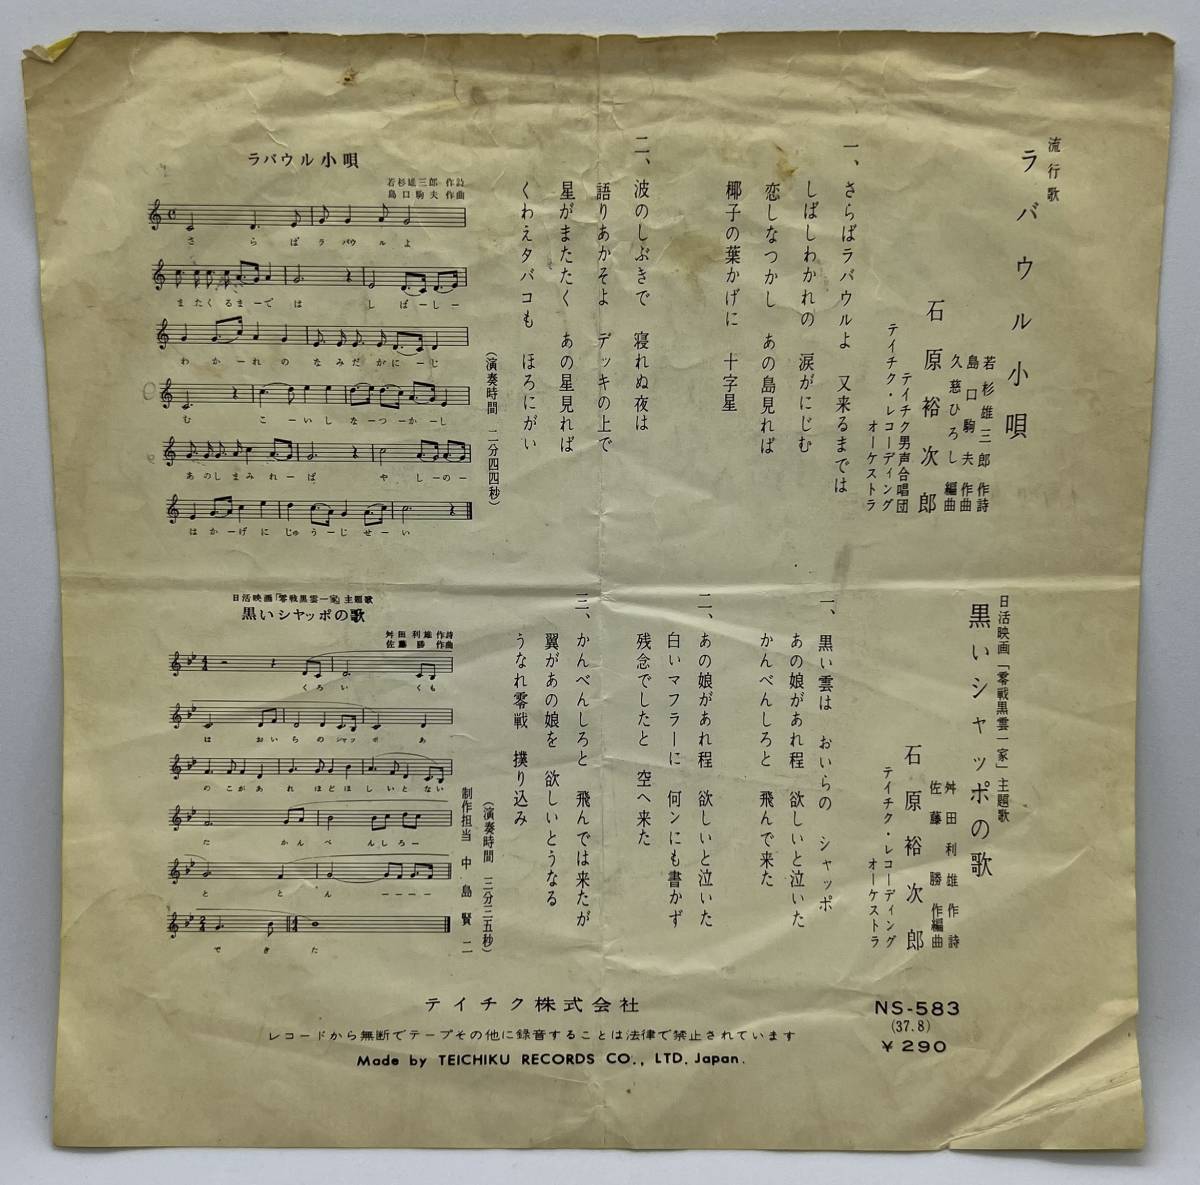 流行歌
ラバウル小唄
若杉雄三郎 作詩
島口駒夫 作曲
久慈ひろし 編曲
石原裕次郎
テイチク男声合唱団
テイチク・レコーディング
オーケストラ
一、さらばラバウルよ 又来るまでは
しばしわかれの 涙がにじむ
恋しなつかし あの島見れば
椰子の葉かげに 十字星
二、波のしぶきで 寝れぬ夜は
語りあかそよ デッキの上で
星がまたたく あの星見れば
くわえタバコも ほろにがい
(演奏時間 二分四四秒)
ラバウル小唄
若杉雄三郎 作詩
島口駒夫 作曲
さ らばラバウルよ
またくるまーでは しばーしー
わかーれの なみだがにーじ
む こーいしなーつーかーし
あのしまみれーば やしーのー
はかーげに じゅうーじせーい
日活映画「零戦黒雲一家」主題歌
黒いシャッポの歌
舛田利雄 作詩
佐藤勝 作編曲
石原裕次郎
テイチク・レコーディング
オーケストラ
一、黒い雲は おいらの シャッポ
あの娘があれ程 欲しいと泣いた
かんべんしろと 飛んで来た
二、あの娘があれ程 欲しいと泣いた
白いマフラーに 何ンにも書かず
残念でしたと 空へ来た
三、かんべんしろと 飛んでは来たが
翼があの娘を 欲しいとうなる
うなれ零戦 撲り込み
(演奏時間 三分三五秒)
制作担当 中島賢二
日活映画「零戦黒雲一家」主題歌
黒いシヤッポの歌
舛田利雄 作詩
佐藤勝 作曲
くろい くも
は おいらの シャッ ポ あ
のこがあ れ ほどほ しいとない
た かんべ んしろー
と とん ーーーー
で きた
テイチク株式会社
レコードから無断でテープその他に録音することは法律で禁止されています
Made by TEICHIKU RECORDS CO., LTD. Japan.
NS-583
(37.8)
¥290